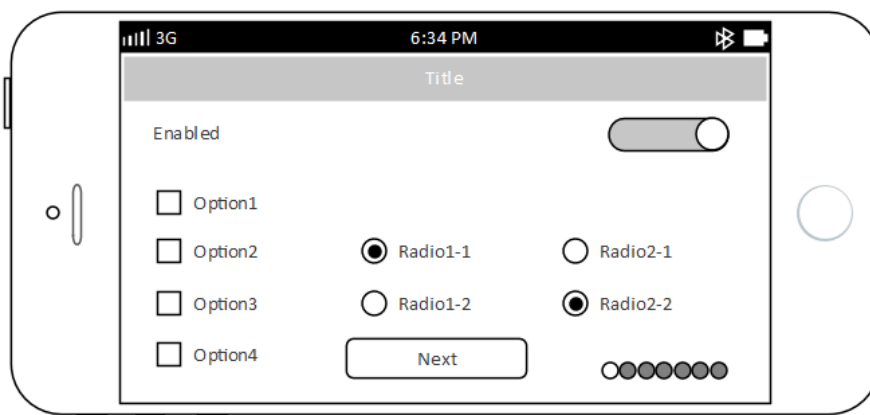 3G 6:34 PM
Title
Enabled
Option1
Option2 Radio1-1 Radio2-1
Option3 Radio1-2 Radio2-2
Option4 Next